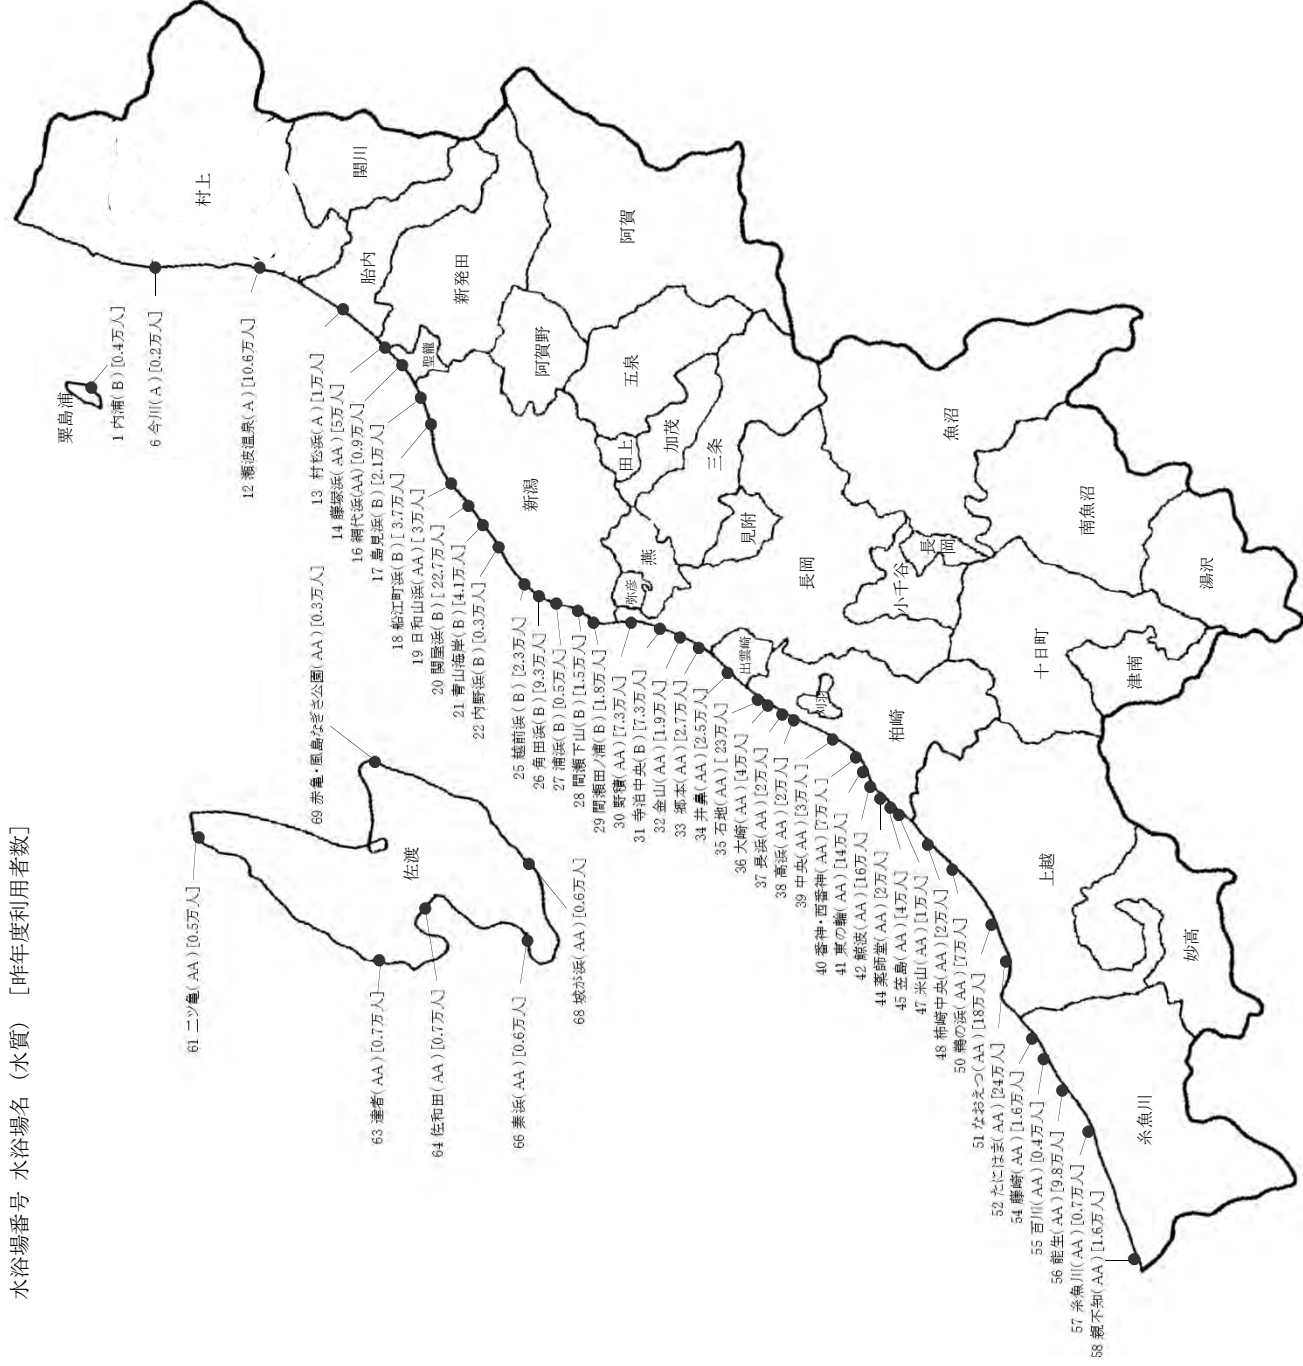 水浴場番号 水浴場名 (水質) [昨年度利用者数]
粟島浦
1 内浦(B) [0.4万人]
6 今川(A) [0.2万人]
12 瀬波温泉(A) [10.6万人]
13 村松浜(A) [1万人]
14 藤塚浜(AA) [5万人]
16 網代浜(AA) [0.9万人]
17 島見浜(B) [2.1万人]
18 船江町浜(B) [3.7万人]
19 日和山浜(AA) [3万人]
20 関屋浜(B) [22.7万人]
21 青山海岸(B) [4.1万人]
22 内野浜(B) [0.3万人]
25 越前浜(B) [2.3万人]
26 角田浜(B) [9.3万人]
27 浦浜(B) [0.5万人]
28 間瀬下山(B) [1.5万人]
29 間瀬田ノ浦(B) [1.8万人]
30 野積(AA) [7.3万人]
31 寺泊中央(B) [7.3万人]
32 金山(AA) [1.9万人]
33 郷本(AA) [2.7万人]
34 井鼻(AA) [2.5万人]
35 石地(AA) [23万人]
36 大崎(AA) [4万人]
37 長浜(AA) [2万人]
38 高浜(AA) [2万人]
39 中央(AA) [3万人]
40 番神・西番神(AA) [7万人]
41 東の輪(AA) [14万人]
42 鯨波(AA) [16万人]
44 薬師堂(AA) [2万人]
45 笠島(AA) [4万人]
47 米山(AA) [1万人]
48 柿崎中央(AA) [2万人]
50 鵜の浜(AA) [7万人]
51 なおえつ(AA) [18万人]
52 たにはま(AA) [24万人]
54 藤崎(AA) [1.6万人]
55 百川(AA) [0.4万人]
56 能生(AA) [9.8万人]
57 糸魚川(AA) [0.7万人]
58 親不知(AA) [1.6万人]
61 二ツ亀(AA) [0.5万人]
63 達者(AA) [0.7万人]
64 佐和田(AA) [0.7万人]
66 素浜(AA) [0.6万人]
68 城が浜(AA) [0.6万人]
69 赤亀・風島なぎさ公園(AA) [0.3万人]
佐渡
村上
関川
胎内
新発田
聖籠
阿賀野
阿賀
新潟
五泉
田上
加茂
三条
燕
弥彦
見附
長岡
出雲崎
刈羽
柏崎
小千谷
長岡
魚沼
南魚沼
湯沢
十日町
津南
上越
妙高
糸魚川